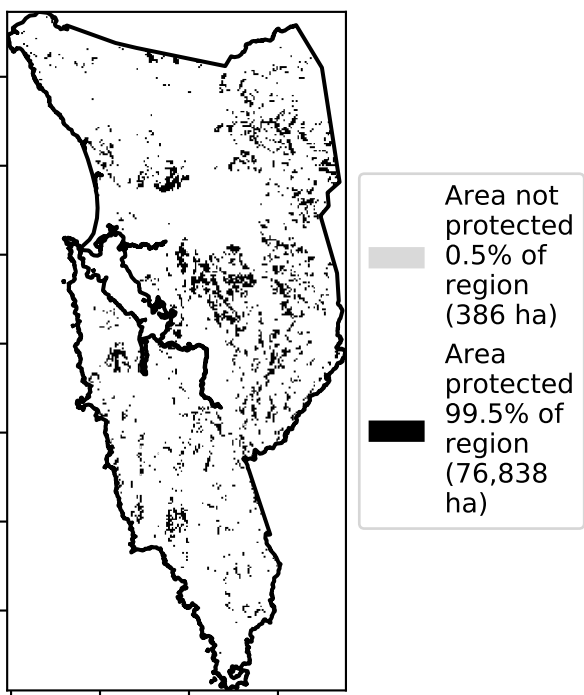 Area not
protected
0.5% of
region
(386 ha)
Area
protected
99.5% of
region
(76,838
ha)